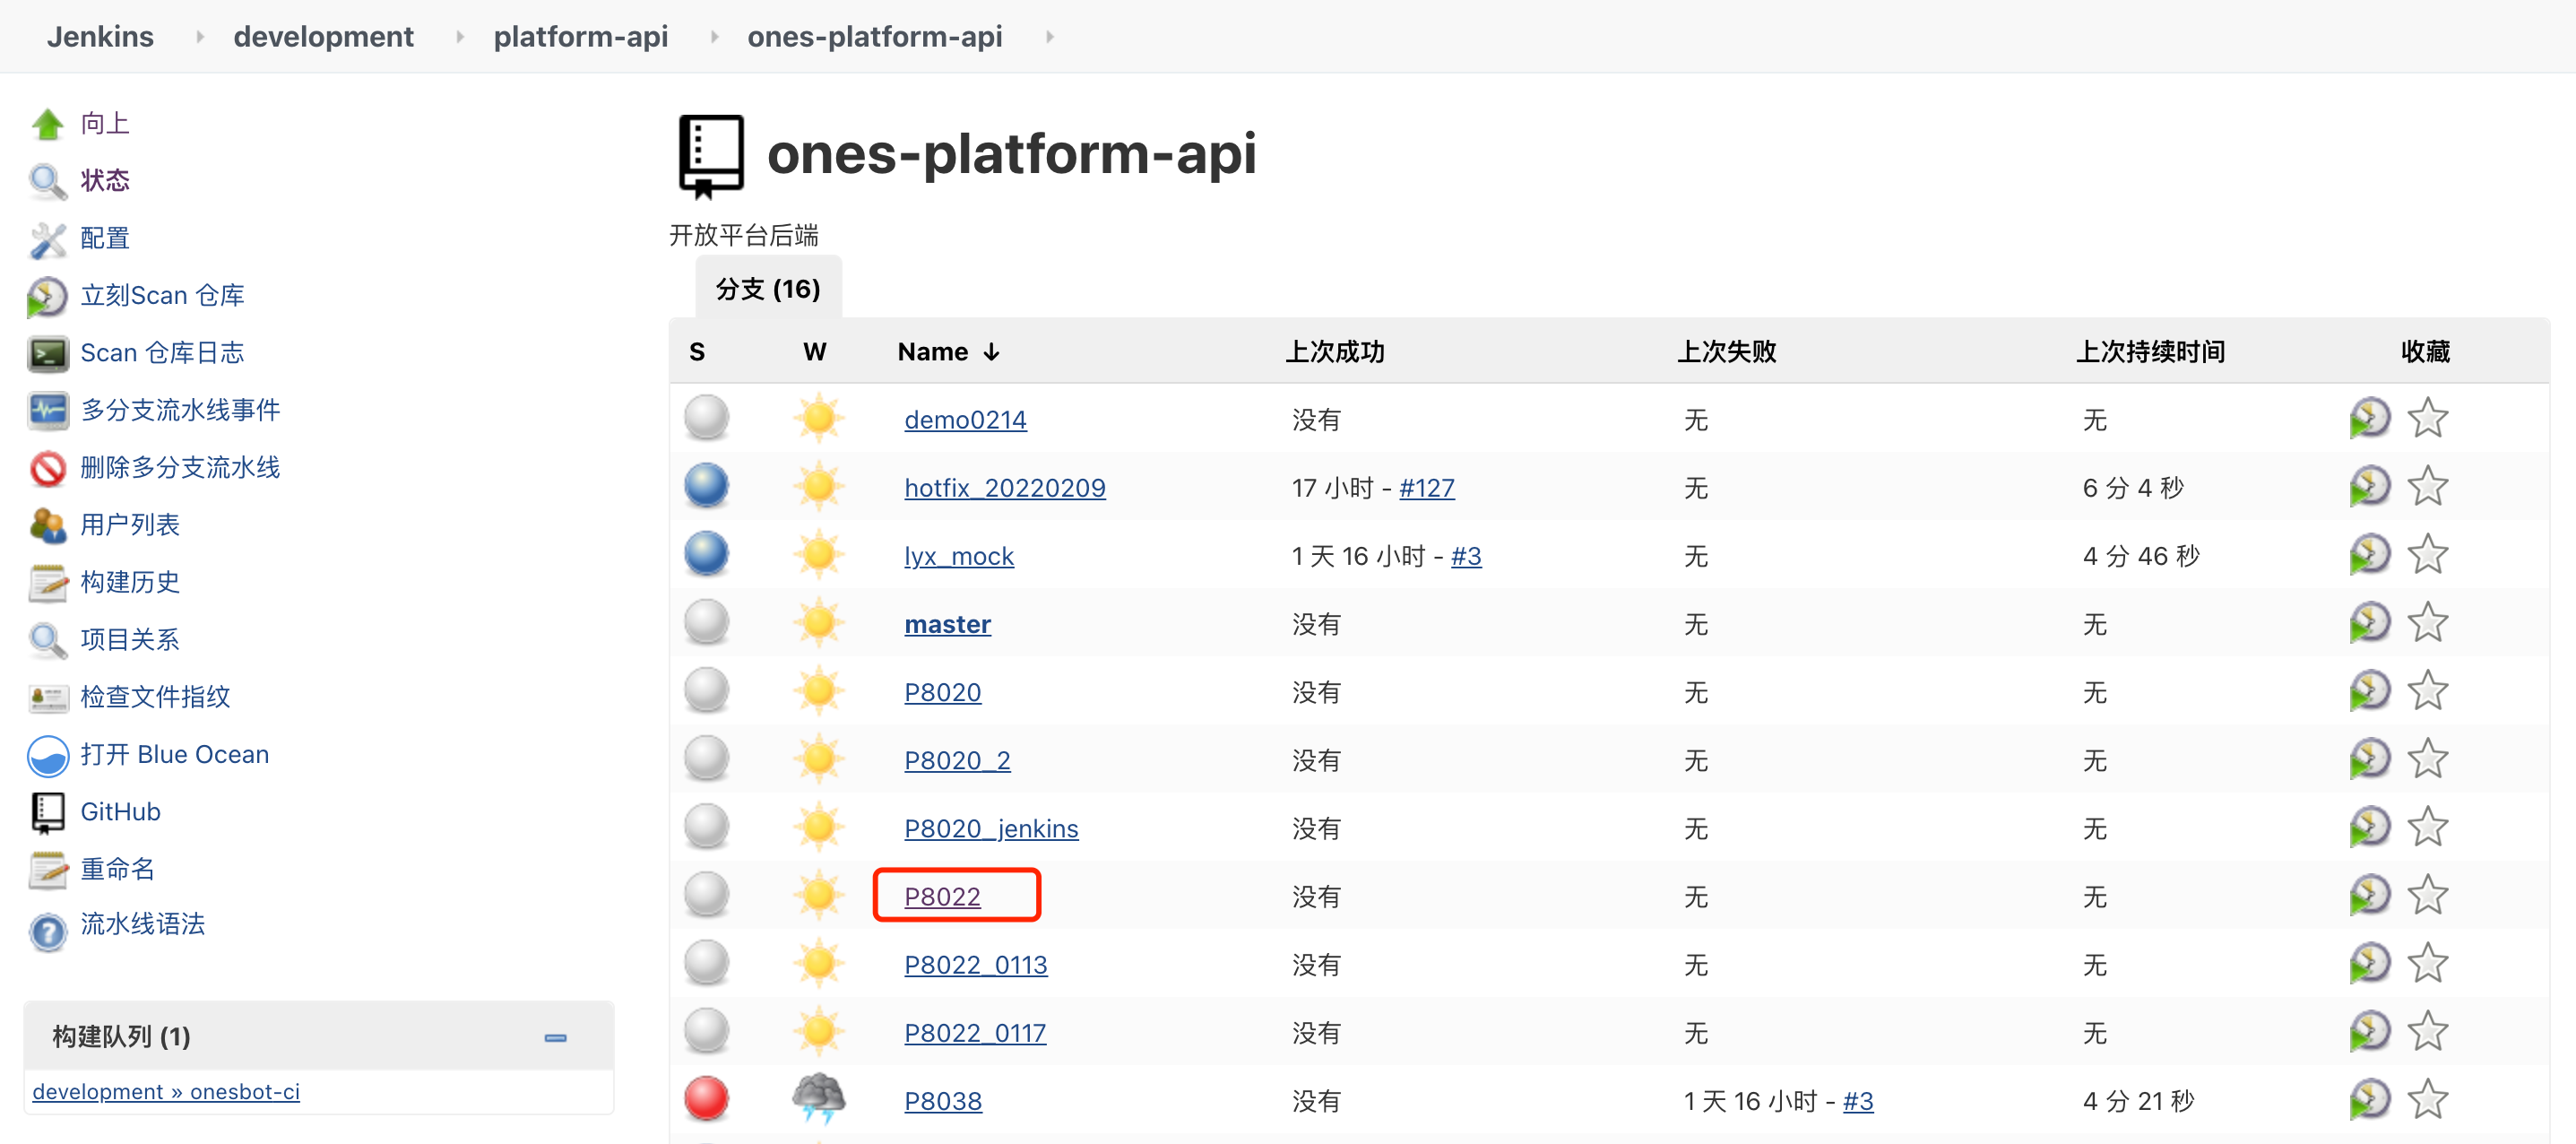 Jenkins development platform-api ones-platform-api
向上
状态
配置
立刻Scan 仓库
Scan 仓库日志
多分支流水线事件
删除多分支流水线
用户列表
构建历史
项目关系
检查文件指纹
打开 Blue Ocean
GitHub
重命名
流水线语法
构建队列 (1)
development » onesbot-ci
ones-platform-api
开放平台后端
分支 (16)
S W Name ↓ 上次成功 上次失败 上次持续时间 收藏
demo0214 没有 无 无
hotfix_20220209 17 小时 - #127 无 6 分 4 秒
lyx_mock 1 天 16 小时 - #3 无 4 分 46 秒
master 没有 无 无
P8020 没有 无 无
P8020_2 没有 无 无
P8020_jenkins 没有 无 无
P8022 没有 无 无
P8022_0113 没有 无 无
P8022_0117 没有 无 无
P8038 没有 1 天 16 小时 - #3 4 分 21 秒